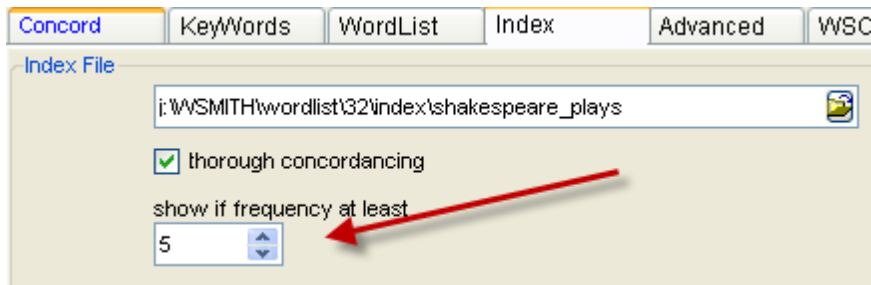 Concord KeyWords WordList Index Advanced WSC
Index File
j:\WSMITH\wordlist\32\index\shakespeare_plays
thorough concordancing
show if frequency at least
5